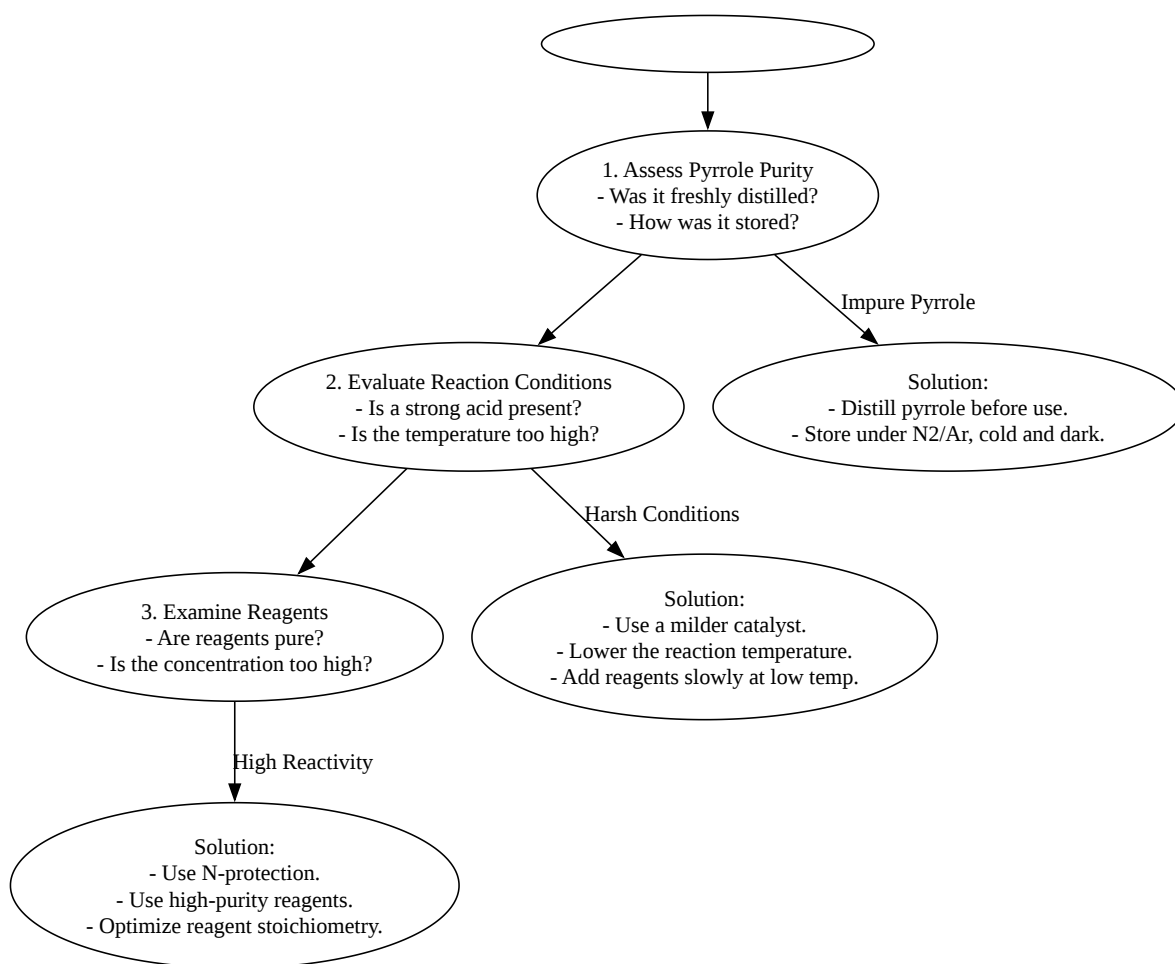 1. Assess Pyrrole Purity
- Was it freshly distilled?
- How was it stored?
Impure Pyrrole
2. Evaluate Reaction Conditions
- Is a strong acid present?
- Is the temperature too high?
Solution:
- Distill pyrrole before use.
- Store under N2/Ar, cold and dark.
Harsh Conditions
3. Examine Reagents
- Are reagents pure?
- Is the concentration too high?
Solution:
- Use a milder catalyst.
- Lower the reaction temperature.
- Add reagents slowly at low temp.
High Reactivity
Solution:
- Use N-protection.
- Use high-purity reagents.
- Optimize reagent stoichiometry.